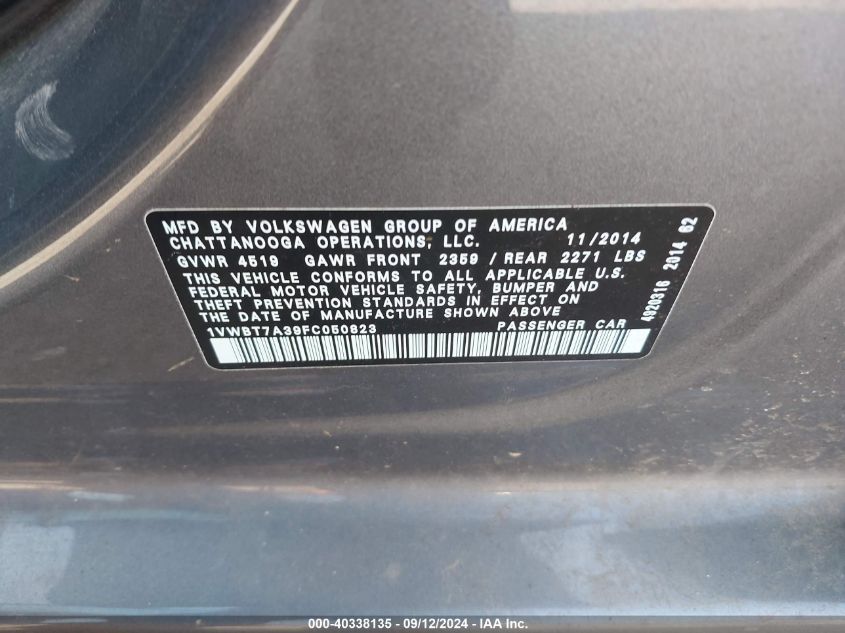 MFD BY VOLKSWAGEN GROUP OF AMERICA
CHATTANOOGA OPERATIONS, LLC. 11/2014
GVWR 4519 GAWR FRONT 2359 / REAR 2271 LBS
THIS VEHICLE CONFORMS TO ALL APPLICABLE U.S.
FEDERAL MOTOR VEHICLE SAFETY, BUMPER AND
THEFT PREVENTION STANDARDS IN EFFECT ON
THE DATE OF MANUFACTURE SHOWN ABOVE
1VWBT7A39FC050823 PASSENGER CAR
4920316 2014 62
000-40338135 - 09/12/2024 - IAA Inc.